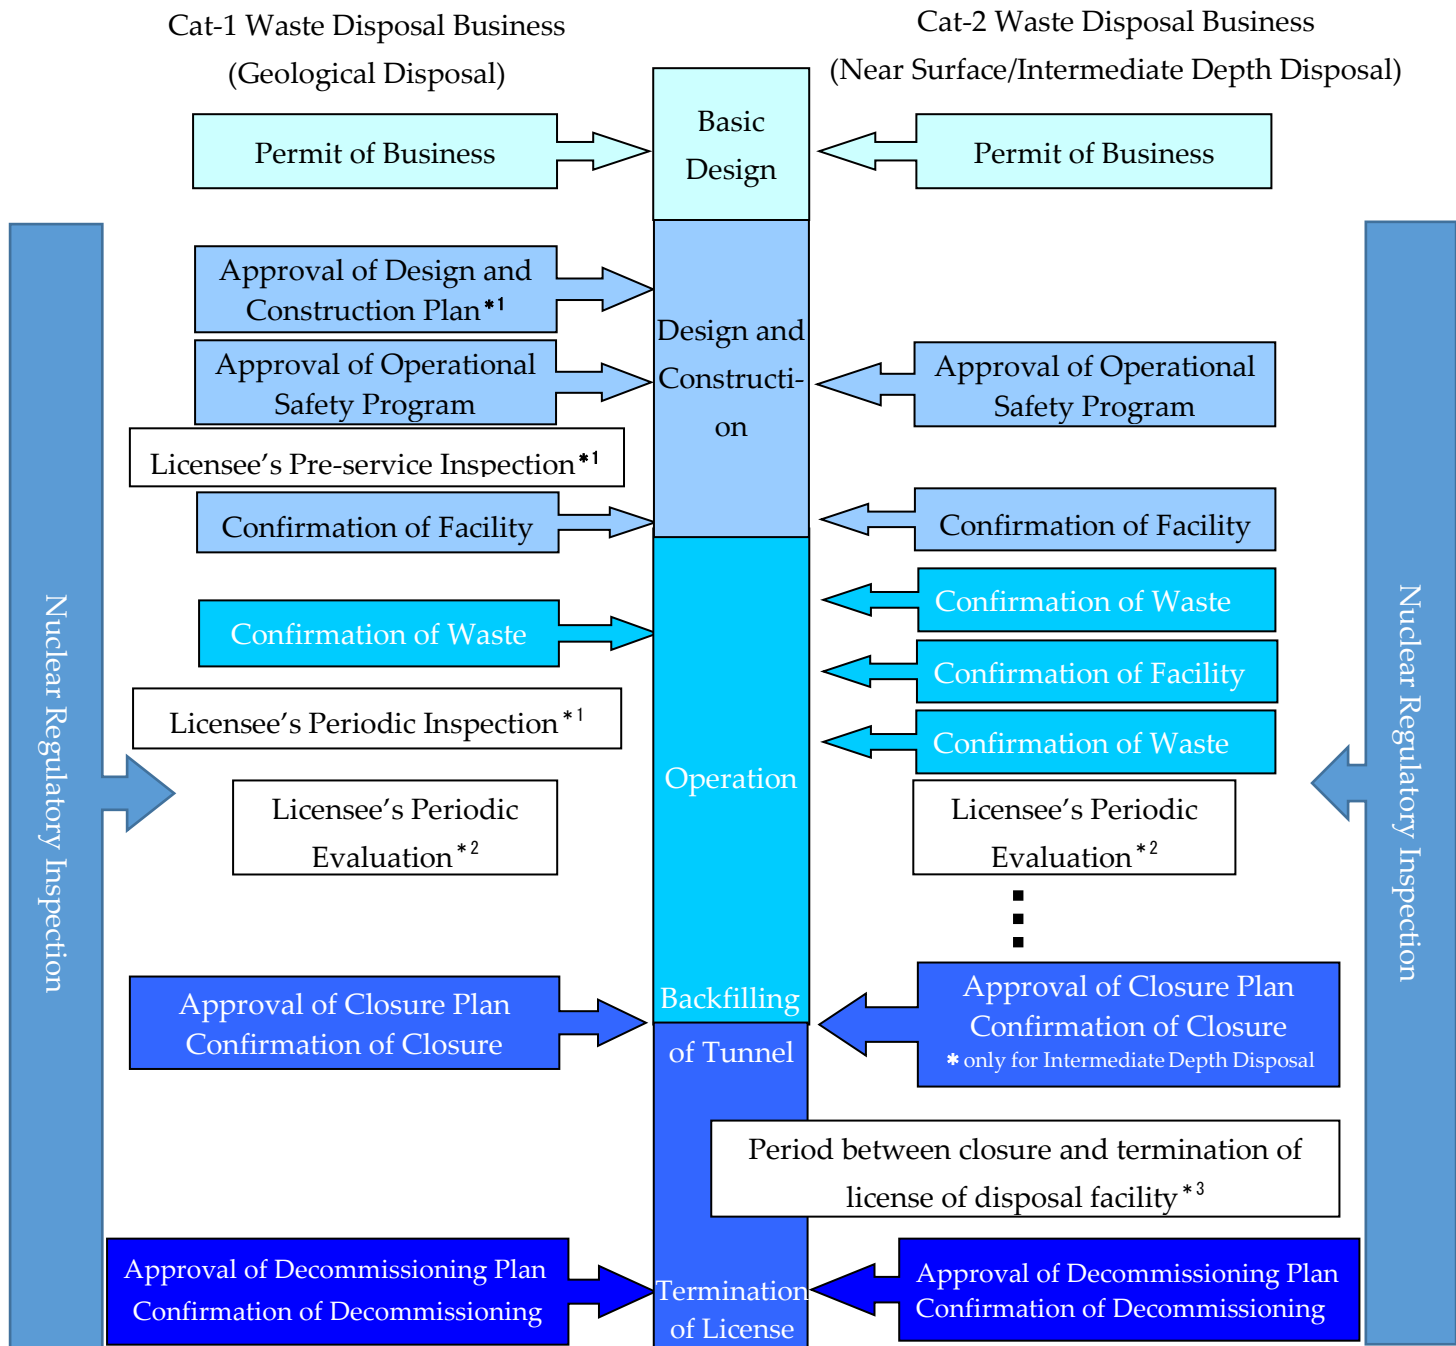 Cat-1 Waste Disposal Business
(Geological Disposal)
Cat-2 Waste Disposal Business
(Near Surface/Intermediate Depth Disposal)
Permit of Business
Basic
Design
Permit of Business
Approval of Design and
Construction Plan*1
Design and
Constructi-
on
Approval of Operational
Safety Program
Approval of Operational
Safety Program
Licensee’s Pre-service Inspection*1
Confirmation of Facility
Confirmation of Facility
Nuclear Regulatory Inspection
Confirmation of Waste
Confirmation of Waste
Confirmation of Facility
Confirmation of Waste
Nuclear Regulatory Inspection
Licensee’s Periodic Inspection*1
Operation
Licensee’s Periodic
Evaluation*2
Licensee’s Periodic
Evaluation*2
Approval of Closure Plan
Confirmation of Closure
Backfilling
of Tunnel
Approval of Closure Plan
Confirmation of Closure
* only for Intermediate Depth Disposal
Period between closure and termination of
license of disposal facility*3
Approval of Decommissioning Plan
Confirmation of Decommissioning
Termination
of License
Approval of Decommissioning Plan
Confirmation of Decommissioning